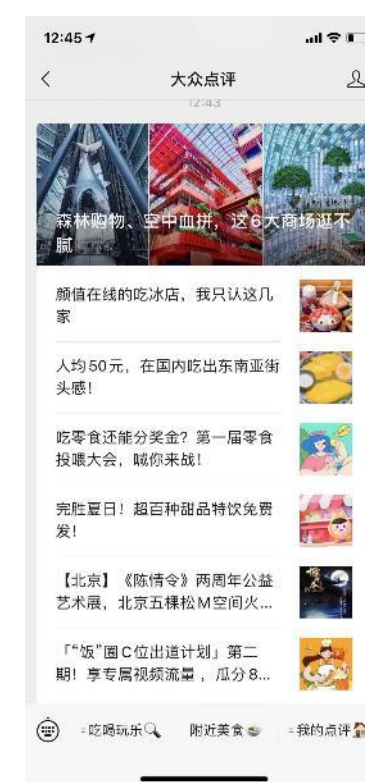 12:45
大众点评
12:43
森林购物、空中血拼，这6大商场逛不
腻
颜值在线的吃冰店，我只认这几
家
人均50元，在国内吃出东南亚街
头感！
吃零食还能分奖金？第一届零食
投喂大会，喊你来战！
完胜夏日！超百种甜品特饮免费
发！
【北京】《陈情令》两周年公益
艺术展，北京五棵松M空间火...
「“饭”圈C位出道计划」第二
期！享专属视频流量，瓜分8...
吃喝玩乐
附近美食
我的点评